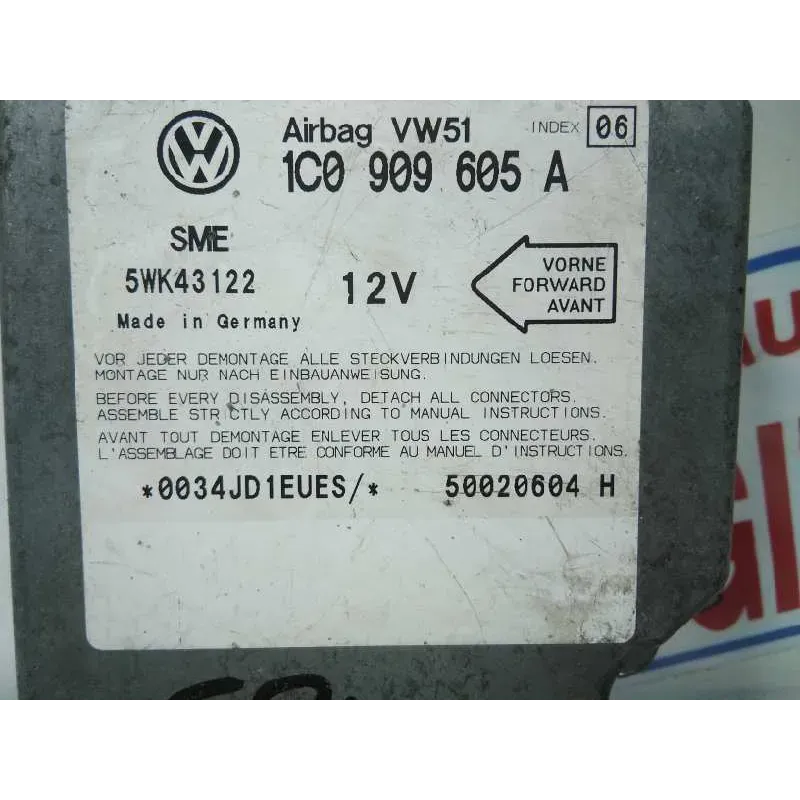 Airbag VW51 INDEX 06
1C0 909 605 A
SME
5WK43122
12V
VORNE
FORWARD
AVANT
Made in Germany
VOR JEDER DEMONTAGE ALLE STECKVERBINDUNGEN LOESEN.
MONTAGE NUR NACH EINBAUANWEISUNG.
BEFORE EVERY DISASSEMBLY, DETACH ALL CONNECTORS.
ASSEMBLE STRICTLY ACCORDING TO MANUAL INSTRUCTIONS.
AVANT TOUT DEMONTAGE ENLEVER TOUS LES CONNECTEURS.
L'ASSEMBLAGE DOIT ETRE CONFORME AU MANUEL D'INSTRUCTIONS.
*0034JD1EUES/* 50020604 H
AU